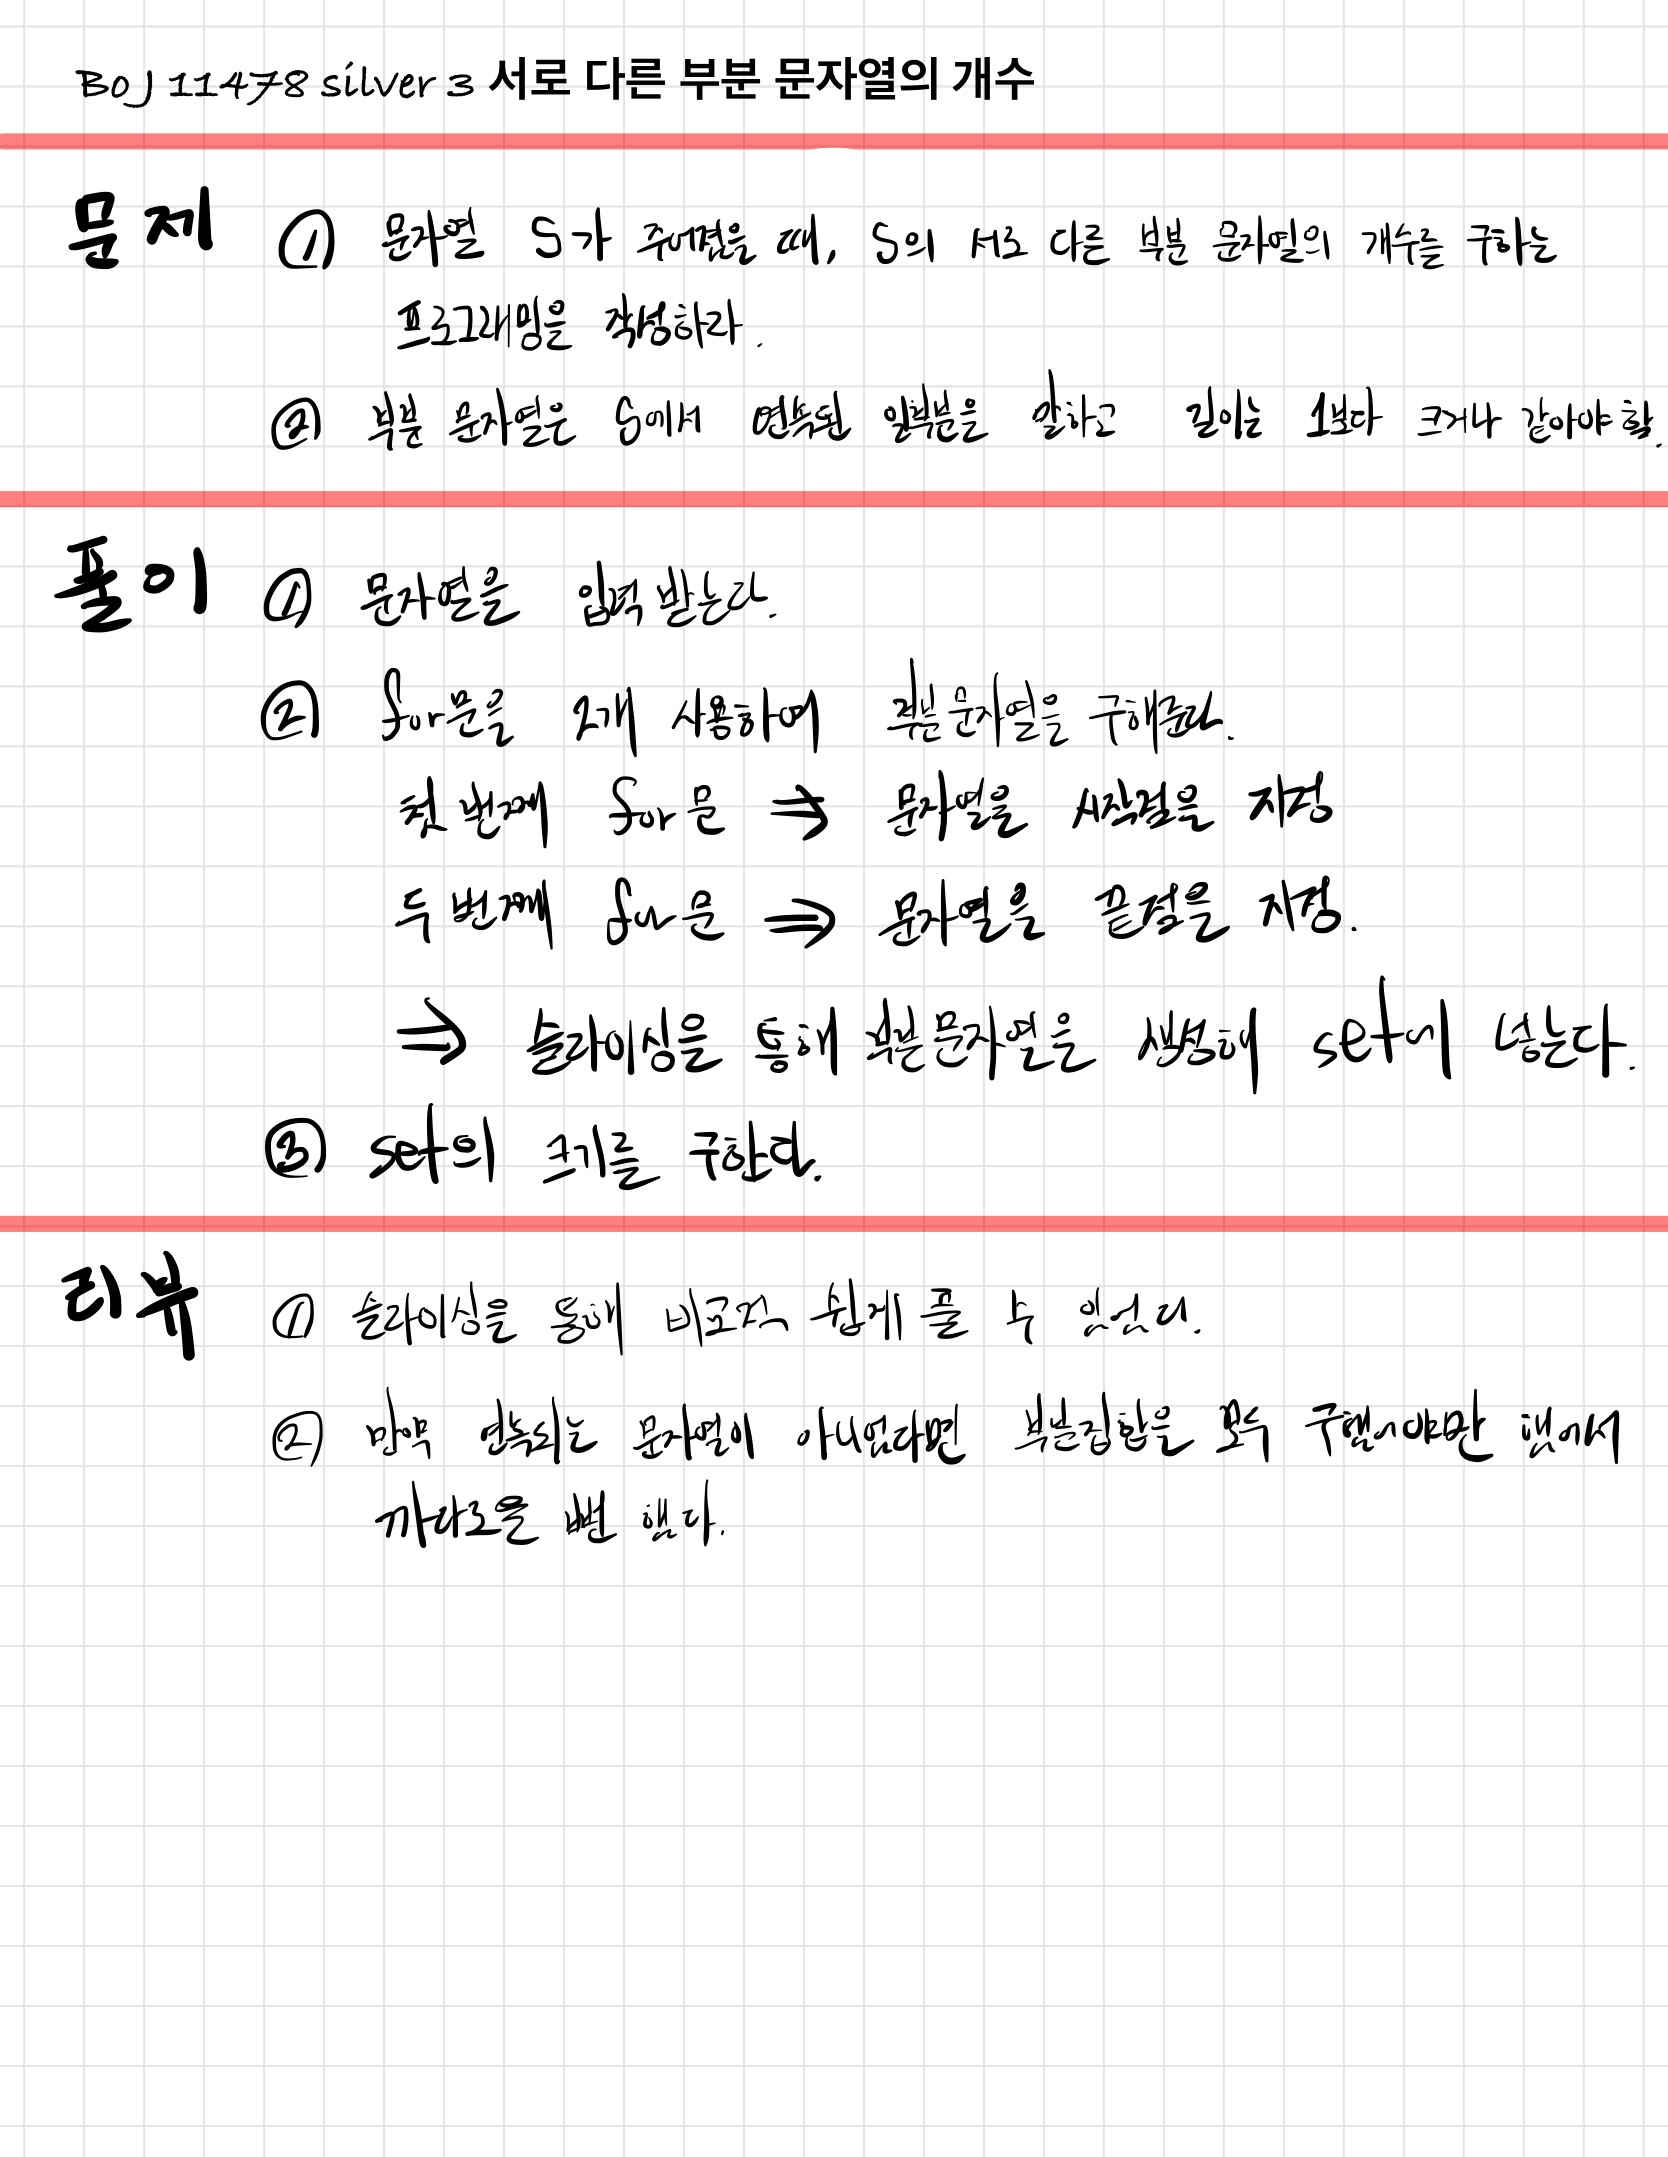 BOJ 11478 silver 3 서로 다른 부분 문자열의 개수
문제 ① 문자열 S가 주어졌을 때, S의 서로 다른 부분 문자열의 개수를 구하는
프로그래밍을 작성하라.
② 부분 문자열은 S에서 연속된 일부분을 말하고 길이는 1보다 크거나 같아야 함.
풀이 ① 문자열을 입력 받는다.
② for문을 2개 사용하여 부분문자열을 구해준다.
첫 번째 for문 ⇒ 문자열을 시작점을 지정
두 번째 for문 ⇒ 문자열을 끝점을 지정.
⇒ 슬라이싱을 통해 부분문자열을 생성해 set에 넣는다.
③ set의 크기를 구한다.
리뷰 ① 슬라이싱을 통해 비교적 쉽게 풀 수 있었다.
② 만약 연속되는 문자열이 아니었다면 부분집합을 모두 구했어야만 했어서
까다로울 뻔 했다.